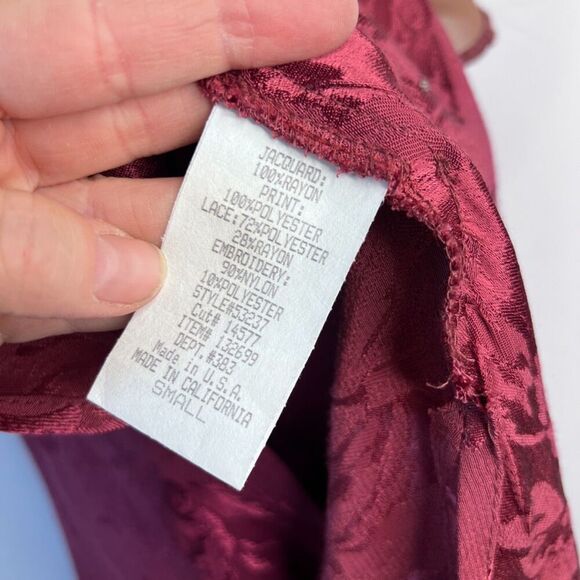 JACQUARD:
100%RAYON
PRINT:
100%POLYESTER
LACE:72%POLYESTER
28%RAYON
EMBROIDERY:
90%NYLON
10%POLYESTER
STYLE#53237
Cut# 14577
ITEM# 132699
DEPT.#383
Made in U.S.A.
MADE IN CALIFORNIA
SMALL